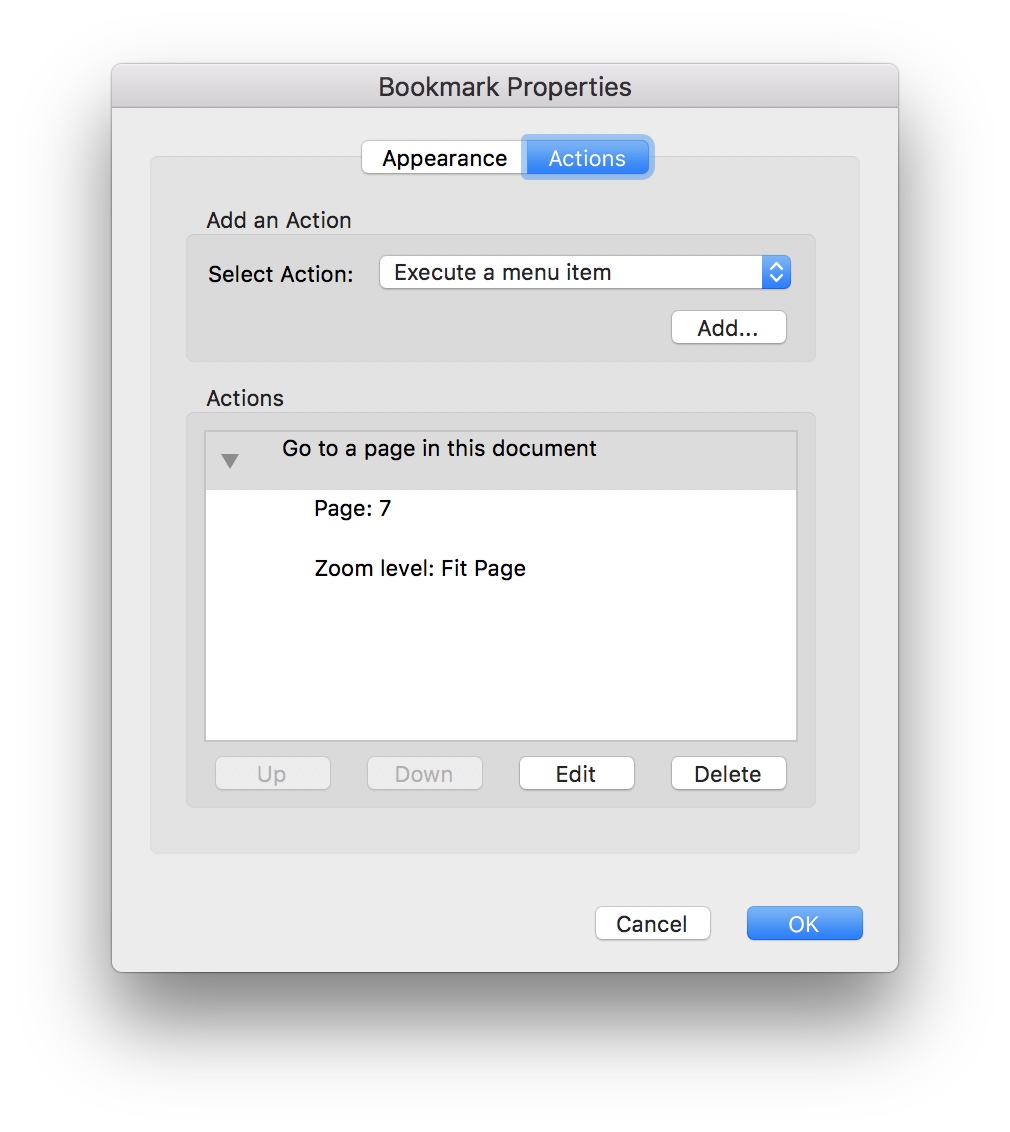 Bookmark Properties
Appearance Actions
Add an Action
Select Action: Execute a menu item
Add...
Actions
Go to a page in this document
Page: 7
Zoom level: Fit Page
Up Down Edit Delete
Cancel OK